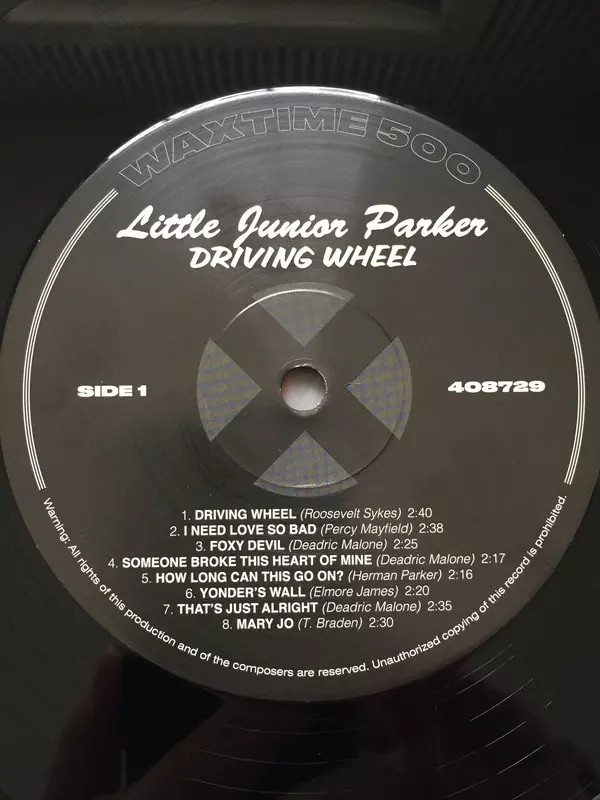 WAXTIME 500
Little Junior Parker
DRIVING WHEEL
SIDE 1
408729
1. DRIVING WHEEL (Roosevelt Sykes) 2:40
2. I NEED LOVE SO BAD (Percy Mayfield) 2:38
3. FOXY DEVIL (Deadric Malone) 2:25
4. SOMEONE BROKE THIS HEART OF MINE (Deadric Malone) 2:17
5. HOW LONG CAN THIS GO ON? (Herman Parker) 2:16
6. YONDER'S WALL (Elmore James) 2:20
7. THAT'S JUST ALRIGHT (Deadric Malone) 2:35
8. MARY JO (T. Braden) 2:30
Warning: All rights of this production and of the composers are reserved. Unauthorized copying of this record is prohibited.